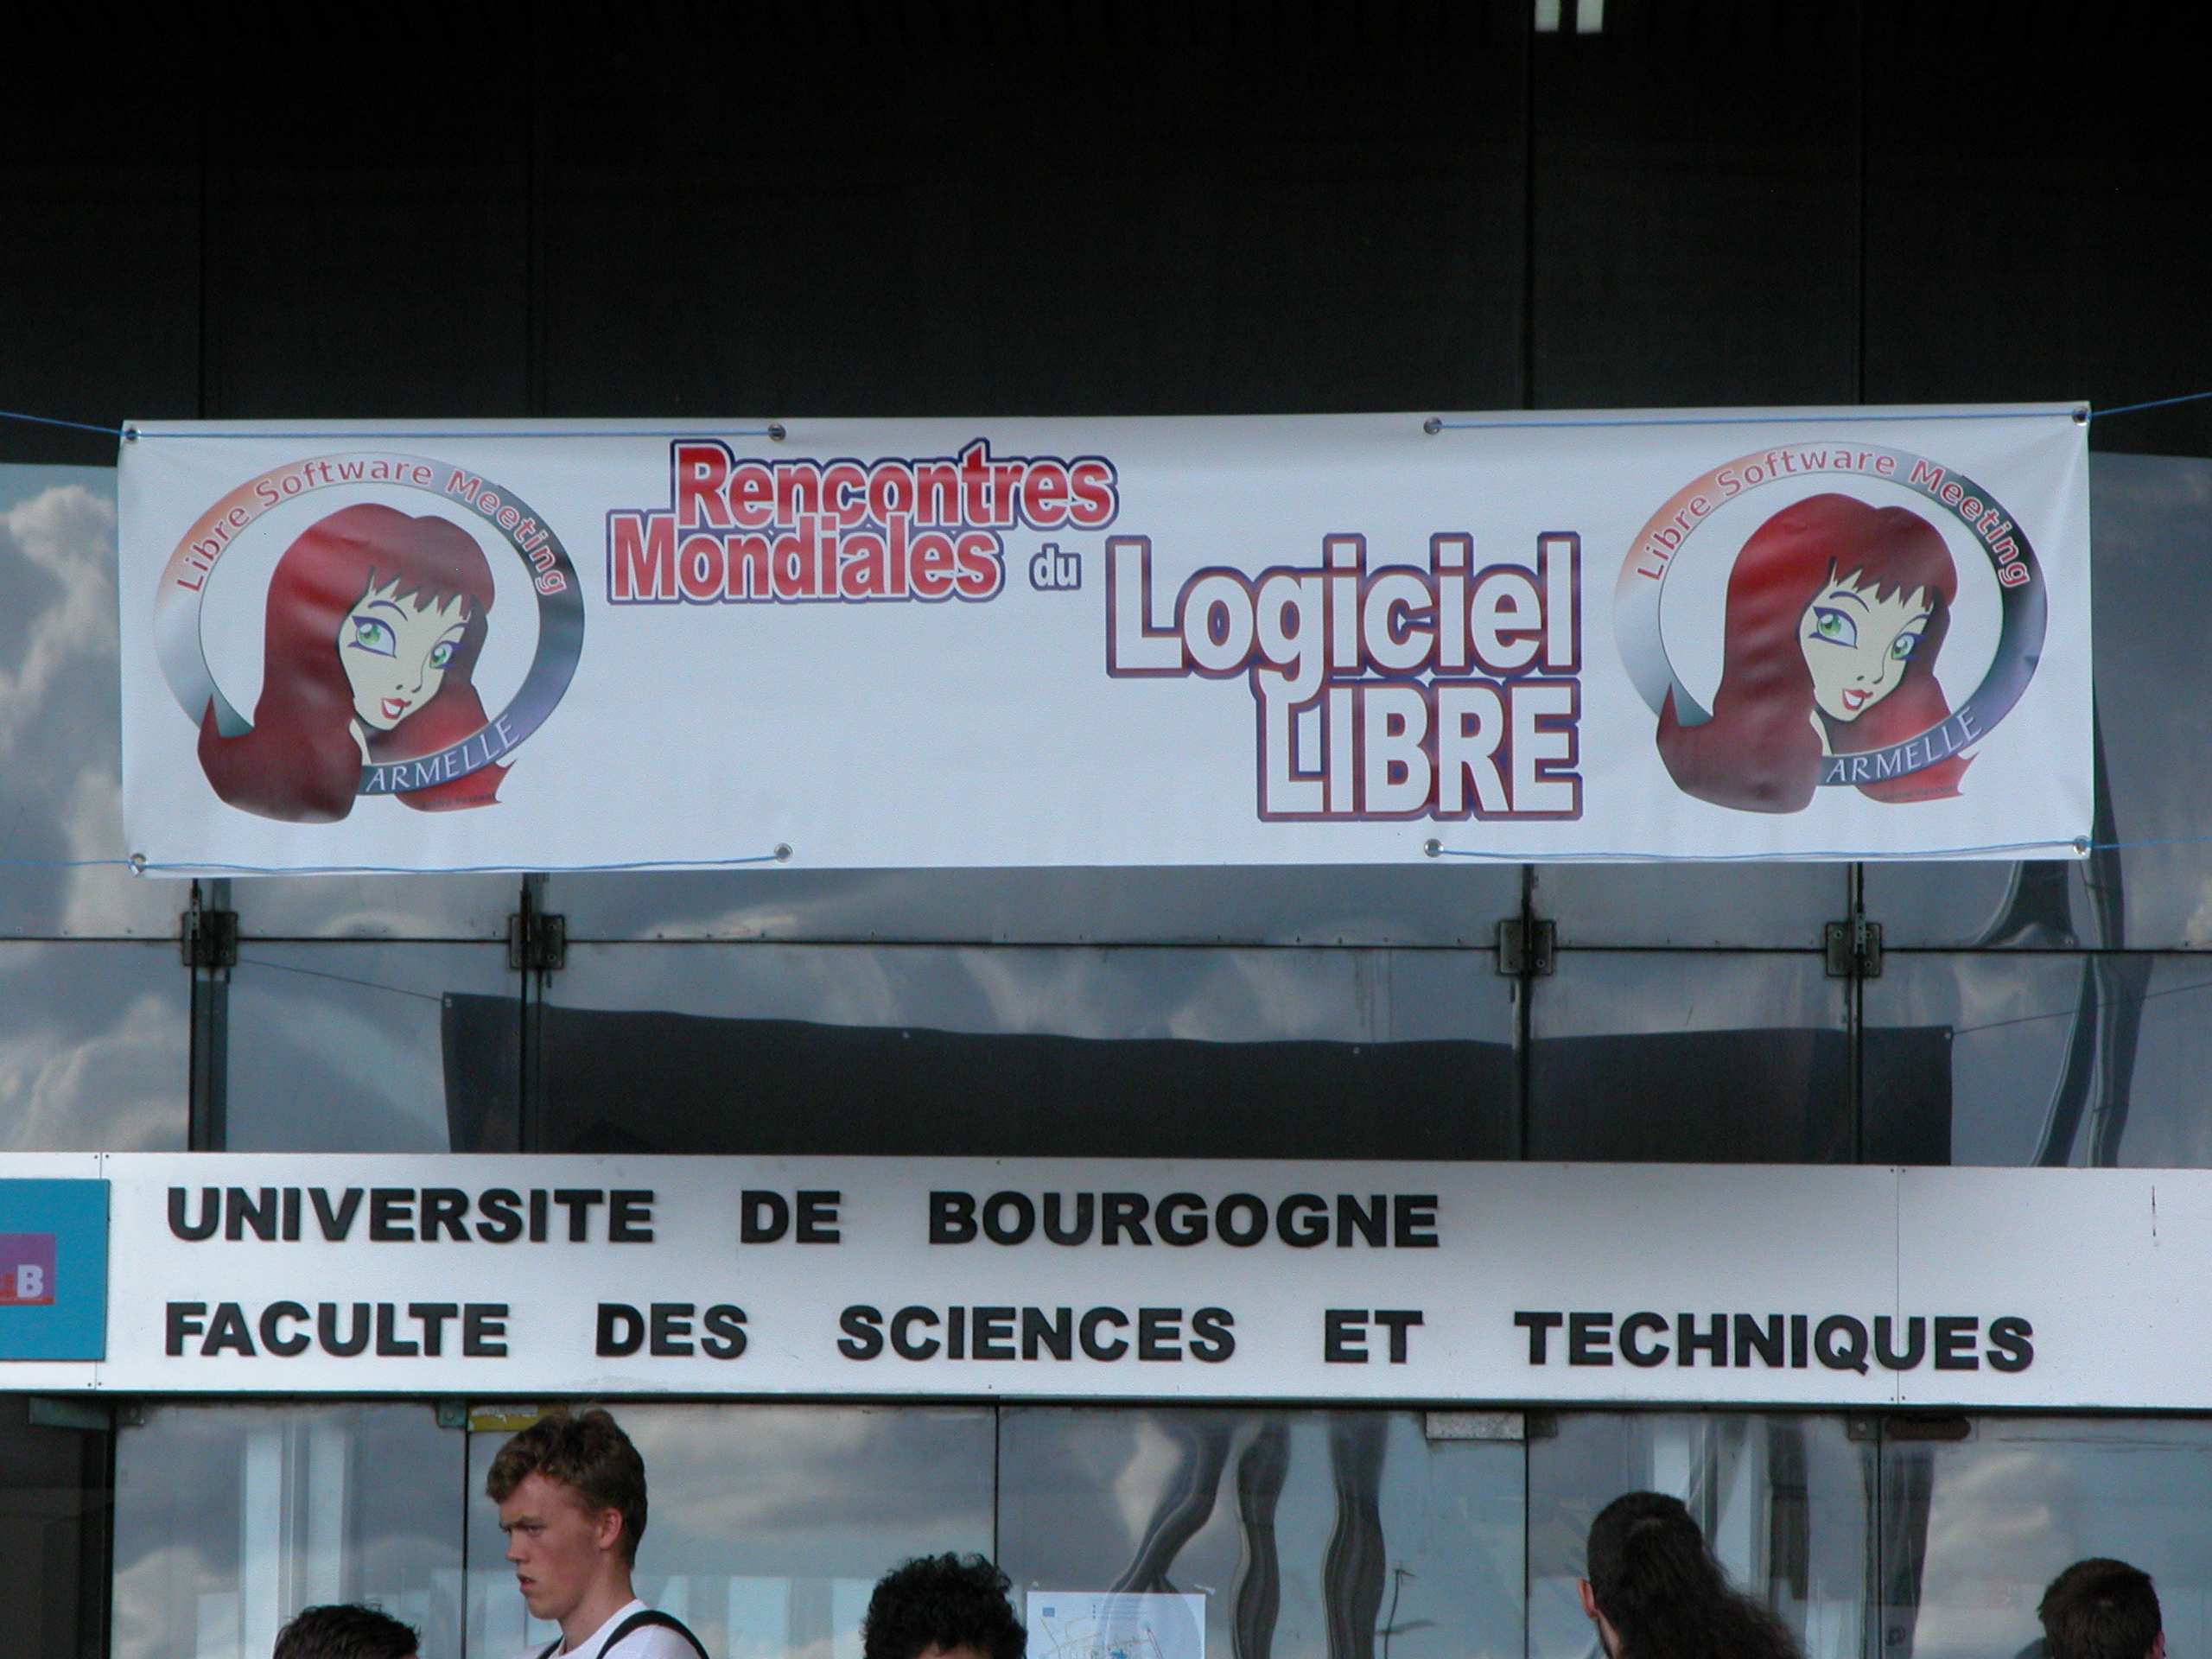 Libre Software Meeting
ARMELLE
Rencontres
Mondiales du
Logiciel
LIBRE
Libre Software Meeting
ARMELLE
uB
UNIVERSITE DE BOURGOGNE
FACULTE DES SCIENCES ET TECHNIQUES